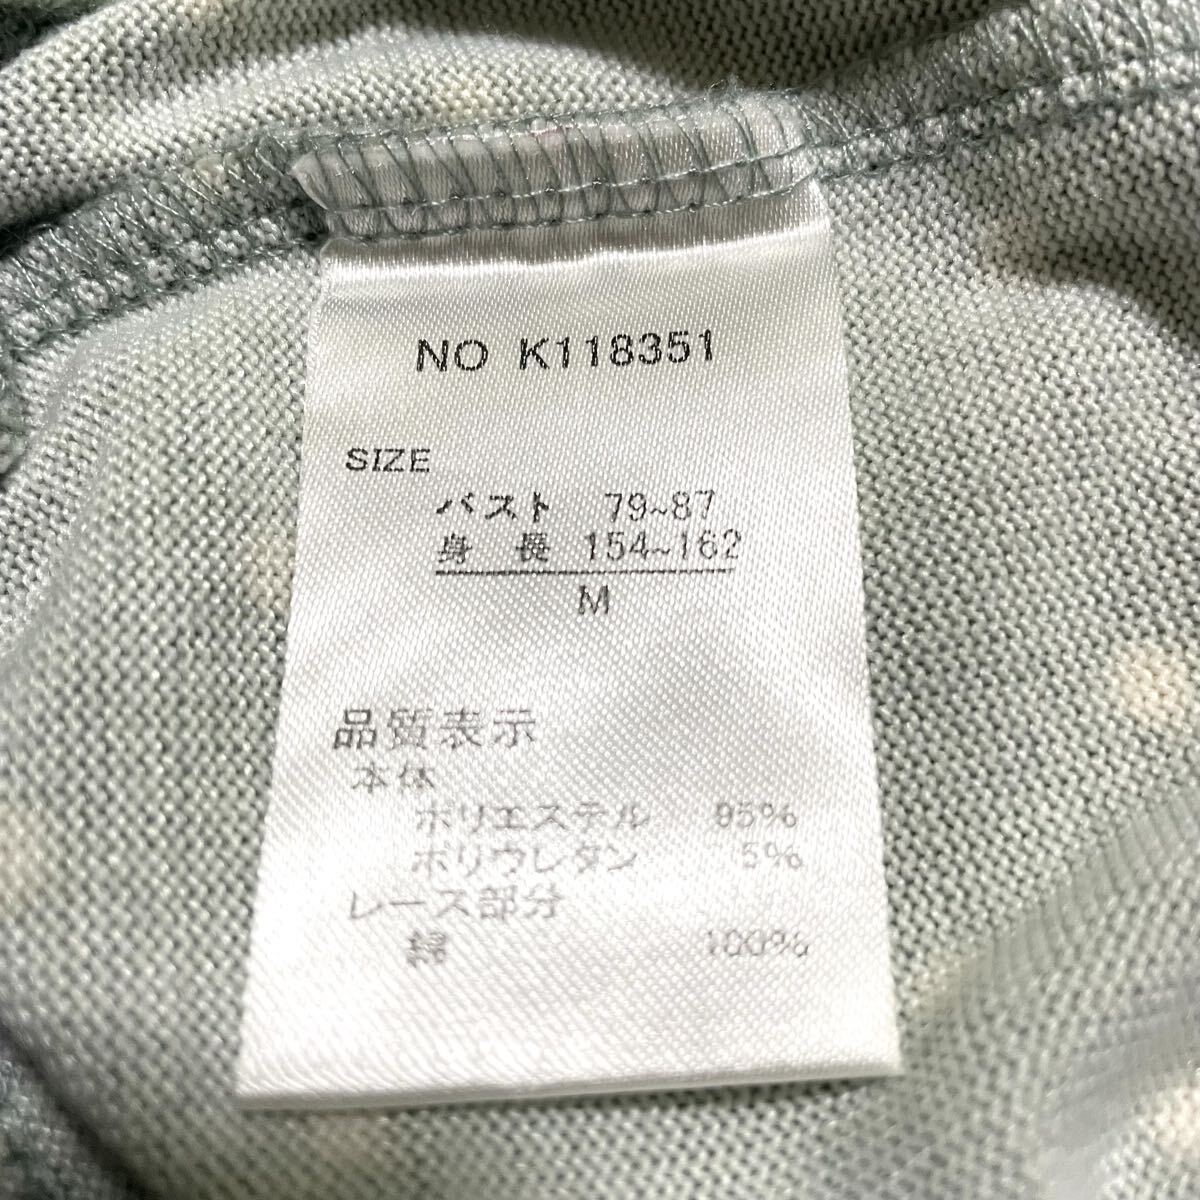 NO K118351
SIZE
バスト 79~87
身 長 154~162
M
品質表示
本体
ポリエステル 95%
ポリウレタン 5%
レース部分
綿 100%